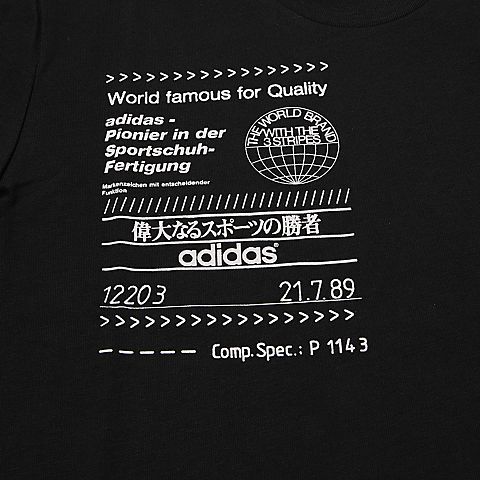 >>>>>>>>>>>>>>>>>
World famous for Quality
adidas -
Pionier in der
Sportschuh-
Fertigung
Markenzeichen mit entscheidender
Funktion
THE WORLD BRAND
WITH THE
3 STRIPES
偉大なるスポーツの勝者
adidas®
12203 21.7.89
>>>>>>>>>>>>>>>>>>
Comp. Spec.: P 1143